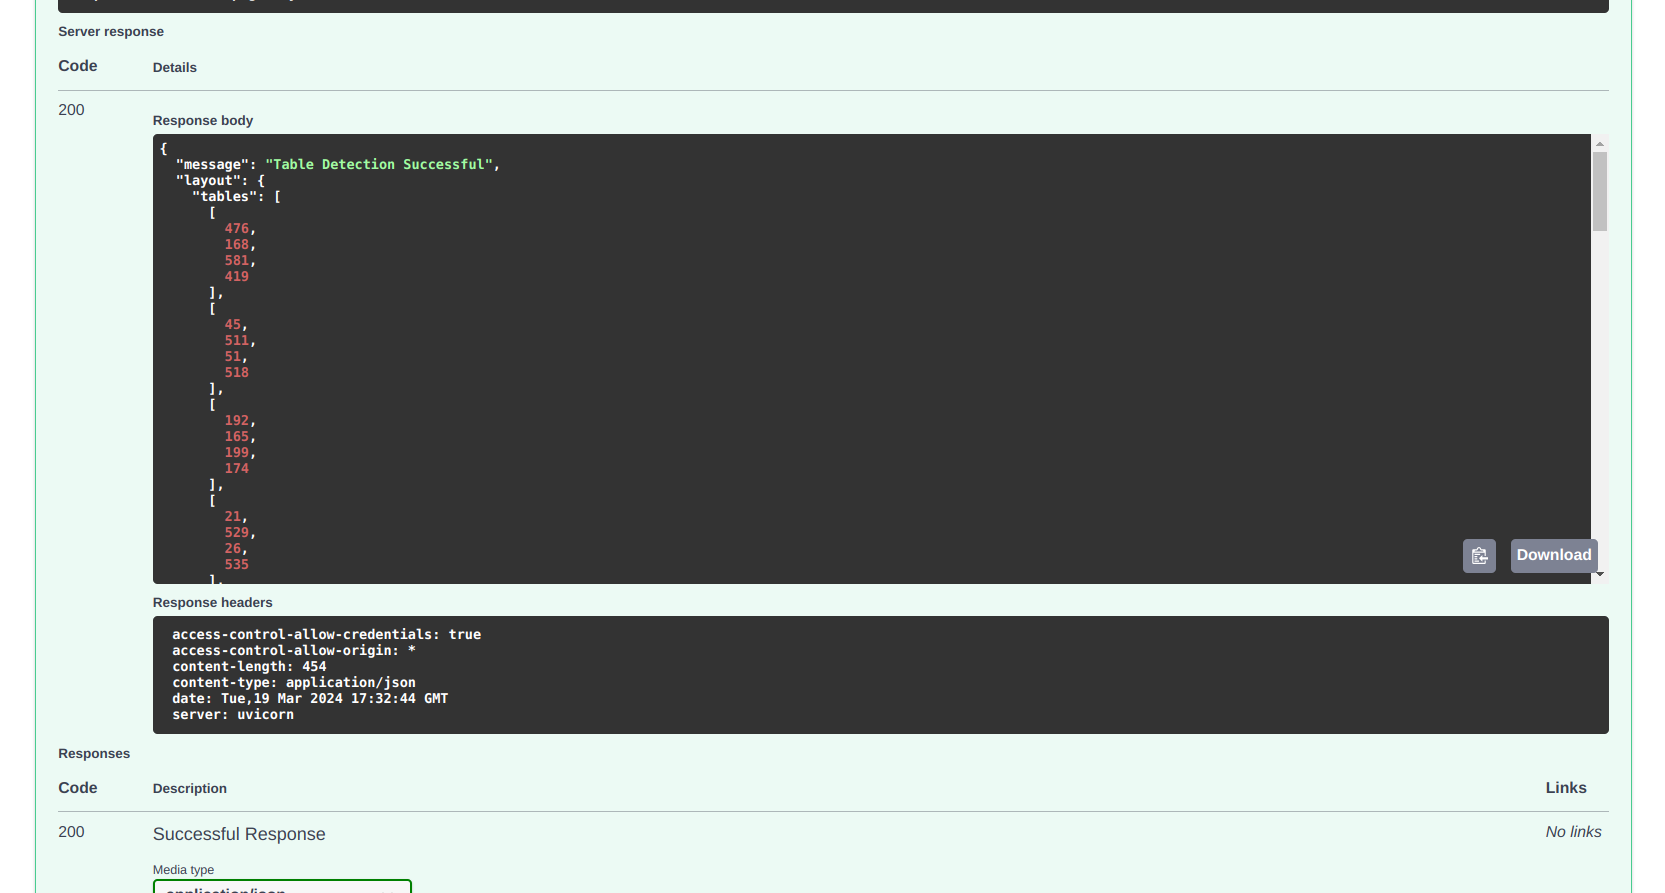 Server response
Code Details
200
Response body
{
"message": "Table Detection Successful",
"layout": {
"tables": [
[
476,
168,
581,
419
],
[
45,
511,
51,
518
],
[
192,
165,
199,
174
],
[
21,
529,
26,
535
],
Download
Response headers
access-control-allow-credentials: true
access-control-allow-origin: *
content-length: 454
content-type: application/json
date: Tue,19 Mar 2024 17:32:44 GMT
server: uvicorn
Responses
Code Description Links
200 Successful Response No links
Media type
application/json